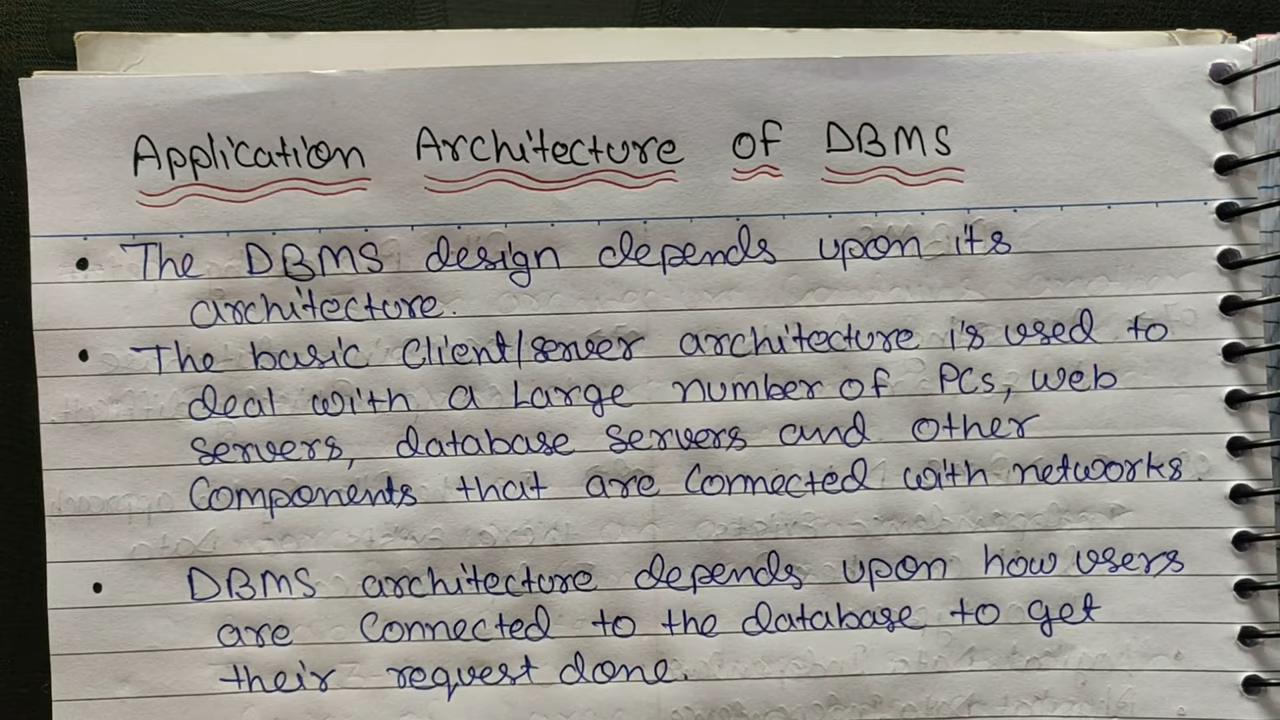 Application Architecture of DBMS
• The DBMS design depends upon its
architecture.
• The basic Client/server architecture is used to
deal with a Large number of PCs, web
servers, database servers and other
Components that are Connected with networks.
• DBMS architecture depends upon how users
are Connected to the database to get
their request done.